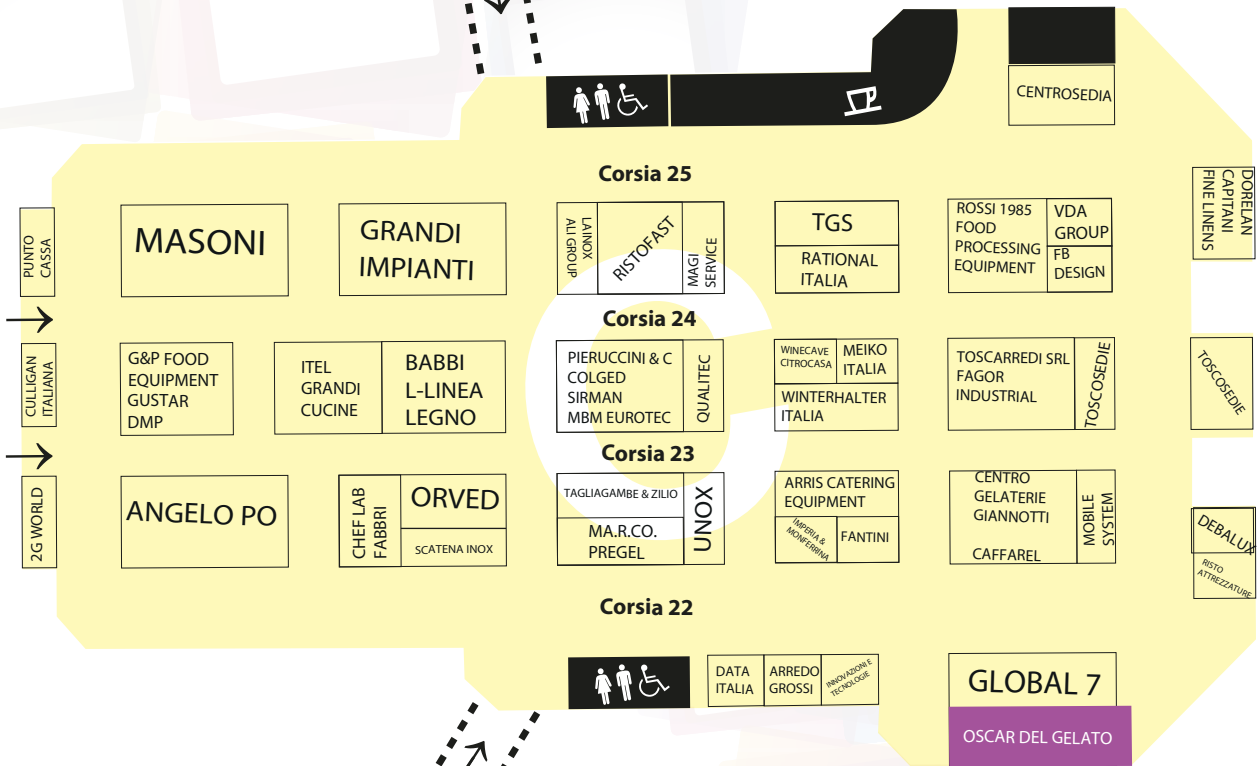 CENTROSEDIA
Corsia 25
PUNTO
CASSA
MASONI
GRANDI
IMPIANTI
LA INOX
ALI GROUP
RISTOFAST
MAGI
SERVICE
TGS
RATIONAL
ITALIA
ROSSI 1985
FOOD
PROCESSING
EQUIPMENT
VDA
GROUP
FB
DESIGN
DORELAN
CAPITANI
FINE LINENS
Corsia 24
CULLIGAN
ITALIANA
G&P FOOD
EQUIPMENT
GUSTAR
DMP
ITEL
GRANDI
CUCINE
BABBI
L-LINEA
LEGNO
PIERUCCINI & C
COLGED
SIRMAN
MBM EUROTEC
QUALITEC
WINECAVE
CITROCASA
MEIKO
ITALIA
WINTERHALTER
ITALIA
TOSCARREDI SRL
FAGOR
INDUSTRIAL
TOSCOSEDIE
TOSCOSEDIE
C
Corsia 23
2G WORLD
ANGELO PO
CHEF LAB
FABBRI
ORVED
SCATENA INOX
TAGLIAGAMBE & ZILIO
MA.R.CO.
PREGEL
UNOX
ARRIS CATERING
EQUIPMENT
IMPERIA &
MONFERRINA
FANTINI
CENTRO
GELATERIE
GIANNOTTI
CAFFAREL
MOBILE
SYSTEM
DEBALUX
RISTO
ATTREZZATURE
Corsia 22
DATA
ITALIA
ARREDO
GROSSI
INNOVAZIONI E
TECNOLOGIE
GLOBAL 7
OSCAR DEL GELATO